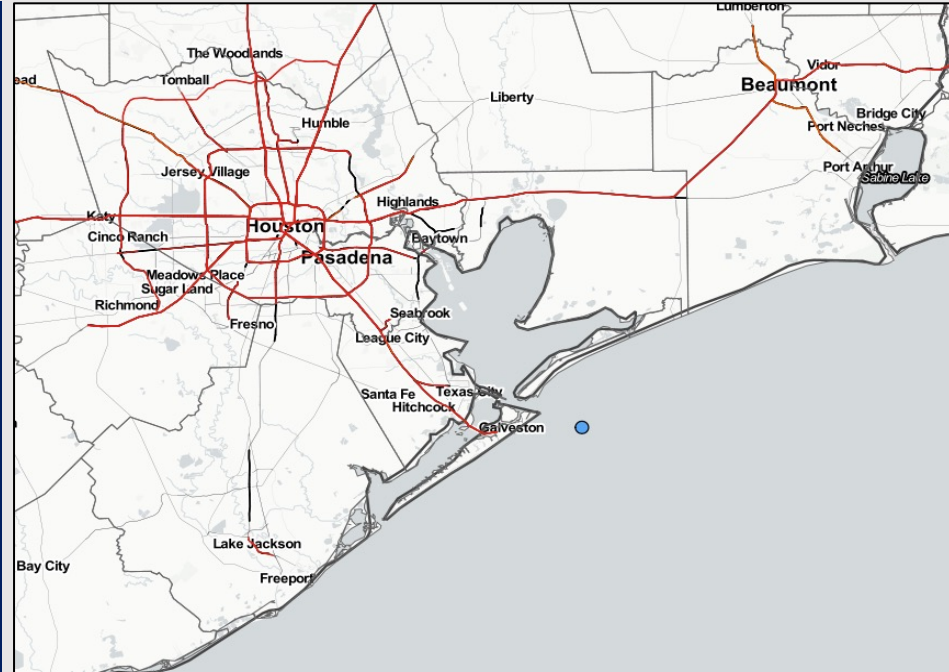 Lumberton
The Woodlands
Vidor
ead
Tomball
Beaumont
Liberty
Bridge City
Humble
Port Neches
Port Arthur
Jersey Village
Sabine Lake
Highlands
Katy
Houston
Cinco Ranch
Baytown
Pasadena
Meadows Place
Sugar Land
Richmond
Seabrook
Fresno
League City
Santa Fe
Texas City
Hitchcock
Galveston
Lake Jackson
Bay City
Freeport